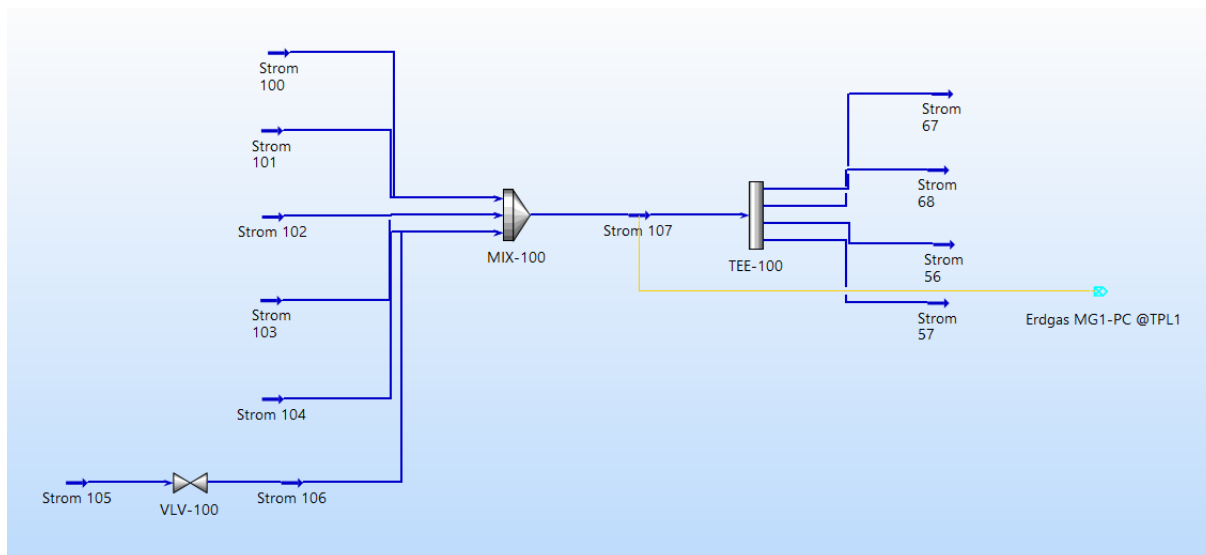 Strom
100
Strom
101
Strom 102
Strom
103
Strom 104
Strom 105
VLV-100
Strom 106
MIX-100
Strom 107
TEE-100
Strom
67
Strom
68
Strom
56
Strom
57
Erdgas MG1-PC @TPL1